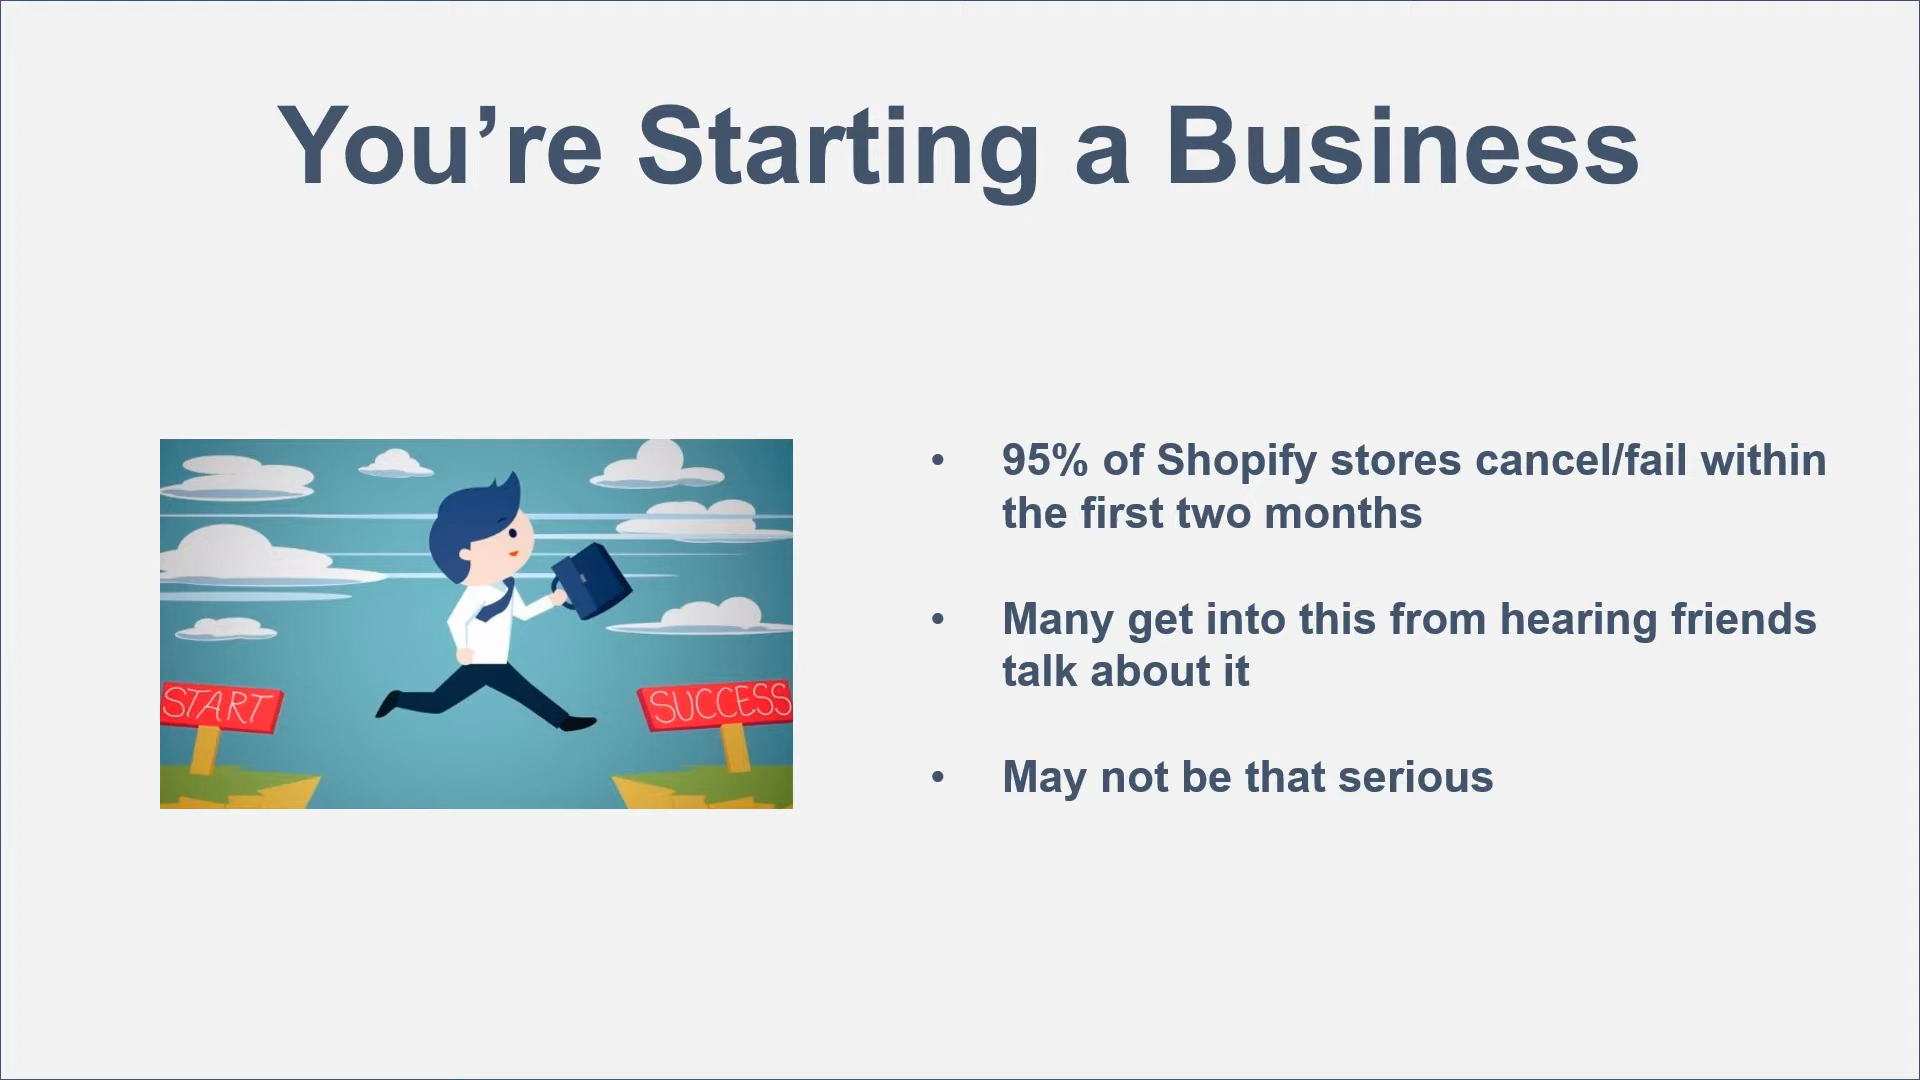 You’re Starting a Business
START
SUCCESS
• 95% of Shopify stores cancel/fail within
the first two months
• Many get into this from hearing friends
talk about it
• May not be that serious